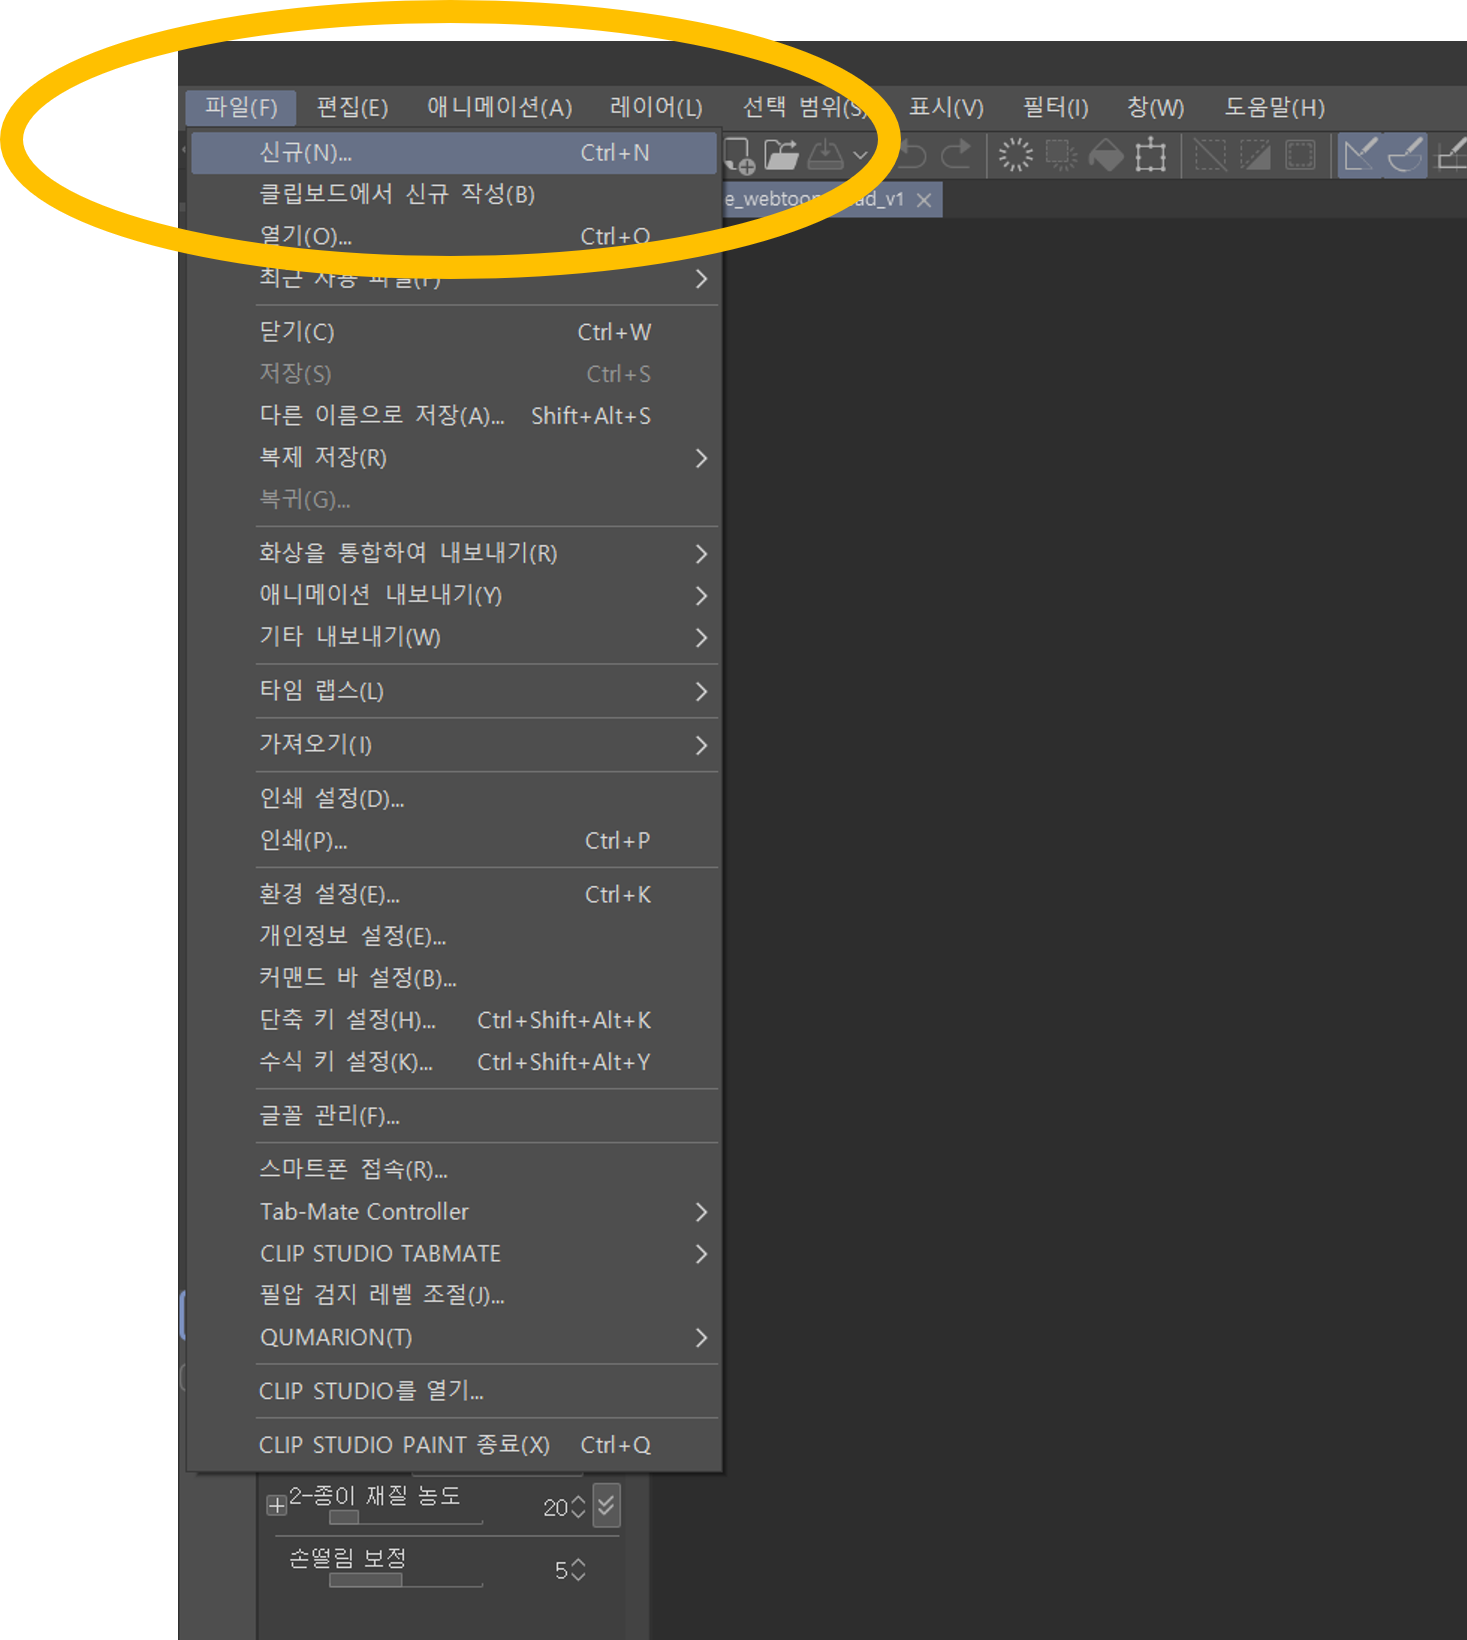 파일(F) 편집(E) 애니메이션(A) 레이어(L) 선택 범위(S) 표시(V) 필터(I) 창(W) 도움말(H)
신규(N)... Ctrl+N
클립보드에서 신규 작성(B)
열기(O)... Ctrl+O
최근 사용 파일(F)
닫기(C) Ctrl+W
저장(S) Ctrl+S
다른 이름으로 저장(A)... Shift+Alt+S
복제 저장(R)
복귀(G)...
화상을 통합하여 내보내기(R)
애니메이션 내보내기(Y)
기타 내보내기(W)
타임 랩스(L)
가져오기(I)
인쇄 설정(D)...
인쇄(P)... Ctrl+P
환경 설정(E)... Ctrl+K
개인정보 설정(E)...
커맨드 바 설정(B)...
단축 키 설정(H)... Ctrl+Shift+Alt+K
수식 키 설정(K)... Ctrl+Shift+Alt+Y
글꼴 관리(F)...
스마트폰 접속(R)...
Tab-Mate Controller
CLIP STUDIO TABMATE
필압 검지 레벨 조절(J)...
QUMARION(T)
CLIP STUDIO를 열기...
CLIP STUDIO PAINT 종료(X) Ctrl+Q
2-종이 재질 농도 20
손떨림 보정 5